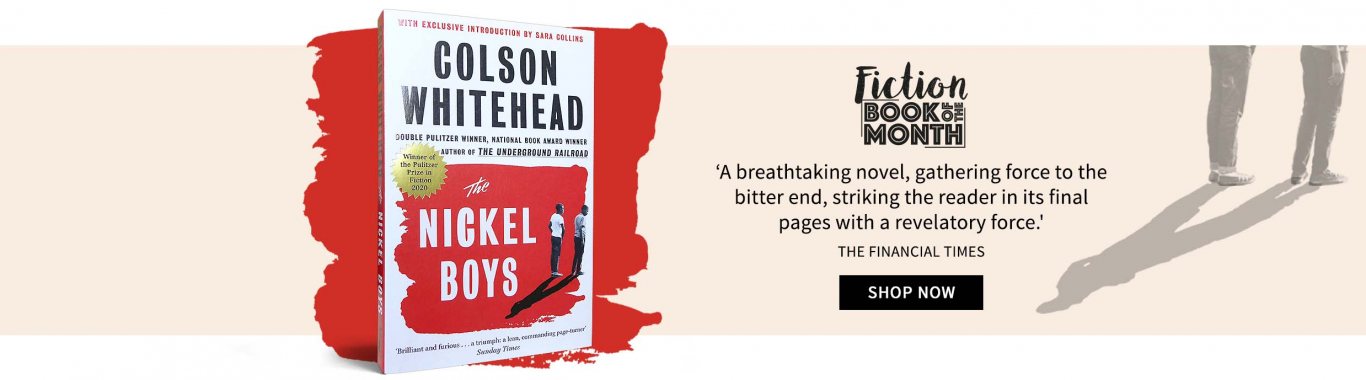 WITH EXCLUSIVE INTRODUCTION BY SARA COLLINS
COLSON
WHITEHEAD
DOUBLE PULITZER WINNER, NATIONAL BOOK AWARD WINNER
AUTHOR OF THE UNDERGROUND RAILROAD
Winner of
the Pulitzer
Prize in
Fiction
2020
The
NICKEL
BOYS
'Brilliant and furious . . . a triumph: a lean, commanding page-turner'
Sunday Times
NICKEL BOYS
Fiction
BOOK OF THE
MONTH
‘A breathtaking novel, gathering force to the
bitter end, striking the reader in its final
pages with a revelatory force.'
THE FINANCIAL TIMES
SHOP NOW